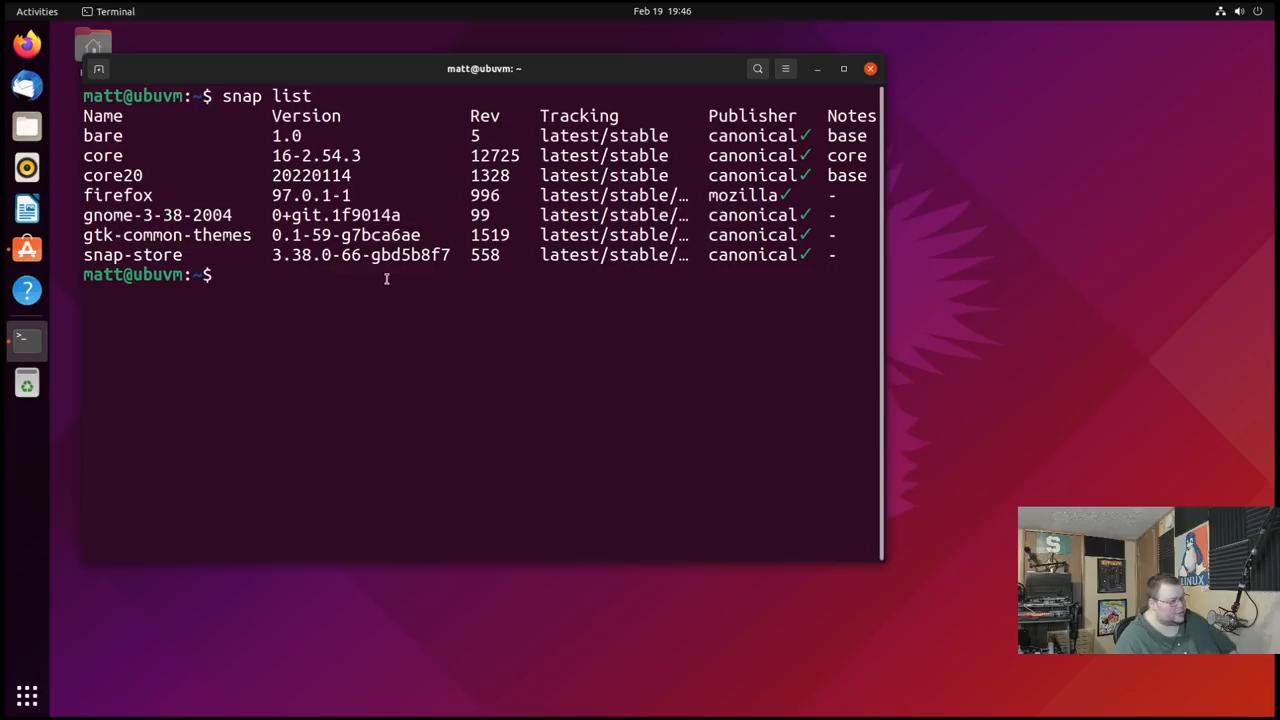 Activities
Terminal
Feb 19 19:46
matt@ubuvm: ~
matt@ubuvm:~$ snap list
Name Version Rev Tracking Publisher Notes
bare 1.0 5 latest/stable canonical✓ base
core 16-2.54.3 12725 latest/stable canonical✓ core
core20 20220114 1328 latest/stable canonical✓ base
firefox 97.0.1-1 996 latest/stable/… mozilla✓ -
gnome-3-38-2004 0+git.1f9014a 99 latest/stable/… canonical✓ -
gtk-common-themes 0.1-59-g7bca6ae 1519 latest/stable/… canonical✓ -
snap-store 3.38.0-66-gbd5b8f7 558 latest/stable/… canonical✓ -
matt@ubuvm:~$
S
LINUX